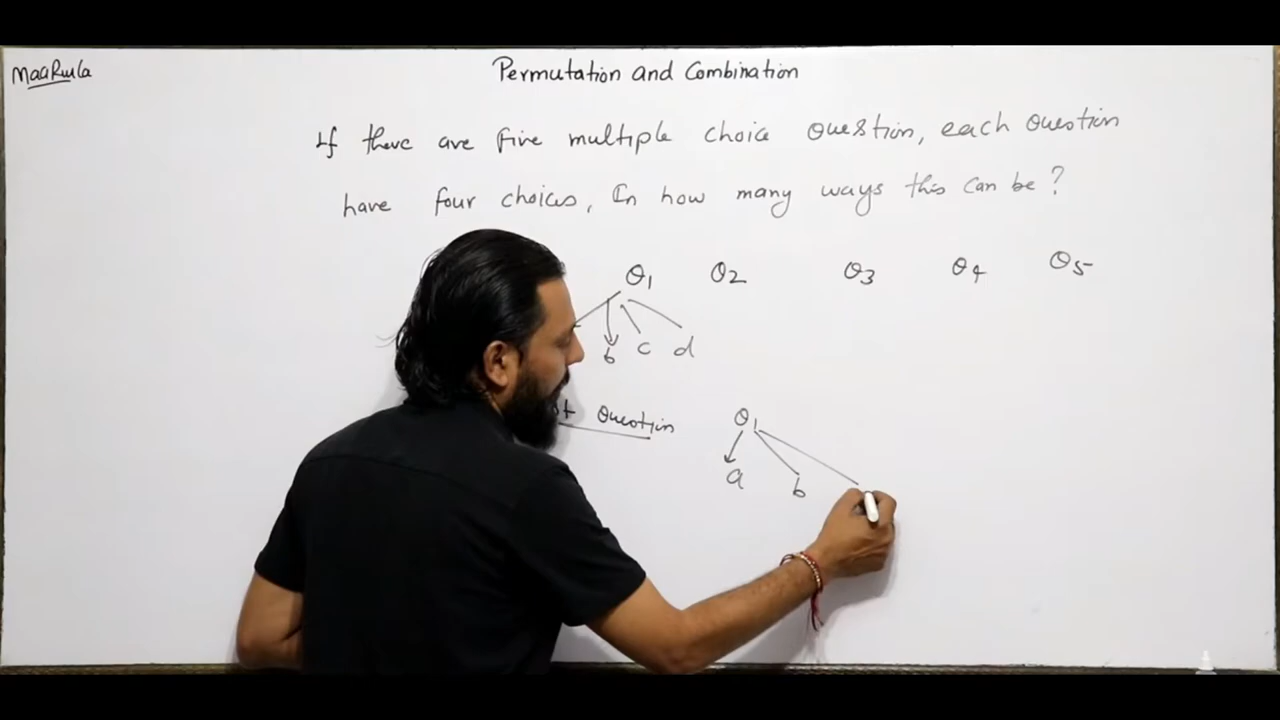 MaaRula
Permutation and Combination
If there are five multiple choice Question, each Question
have four choices, In how many ways this can be?
Q1 Q2 Q3 Q4 Q5
b c d
Question
Q1
a b